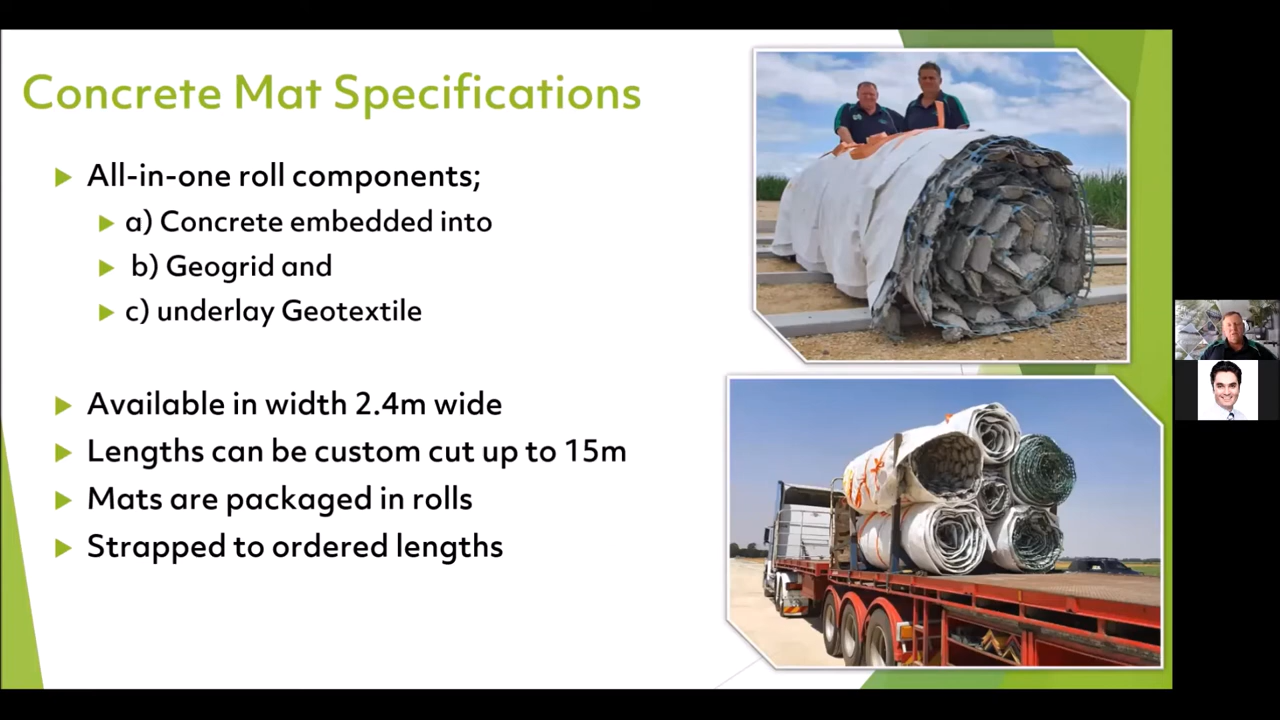 Concrete Mat Specifications
All-in-one roll components;
a) Concrete embedded into
b) Geogrid and
c) underlay Geotextile
Available in width 2.4m wide
Lengths can be custom cut up to 15m
Mats are packaged in rolls
Strapped to ordered lengths